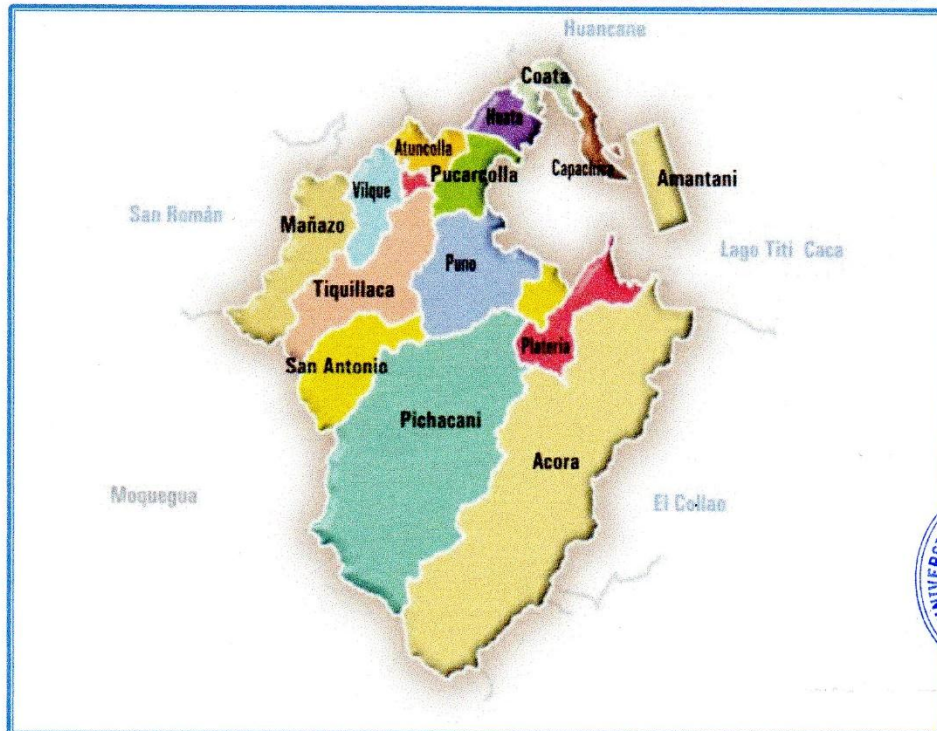 Huancane
Coata
Huata
Atuncolla
Capachica
Pucarcolla
Amantani
Vilque
San Román
Mañazo
Lago Titi Caca
Puno
Tiquillaca
Plateria
San Antonio
Pichacani
Acora
Moquegua
El Collao